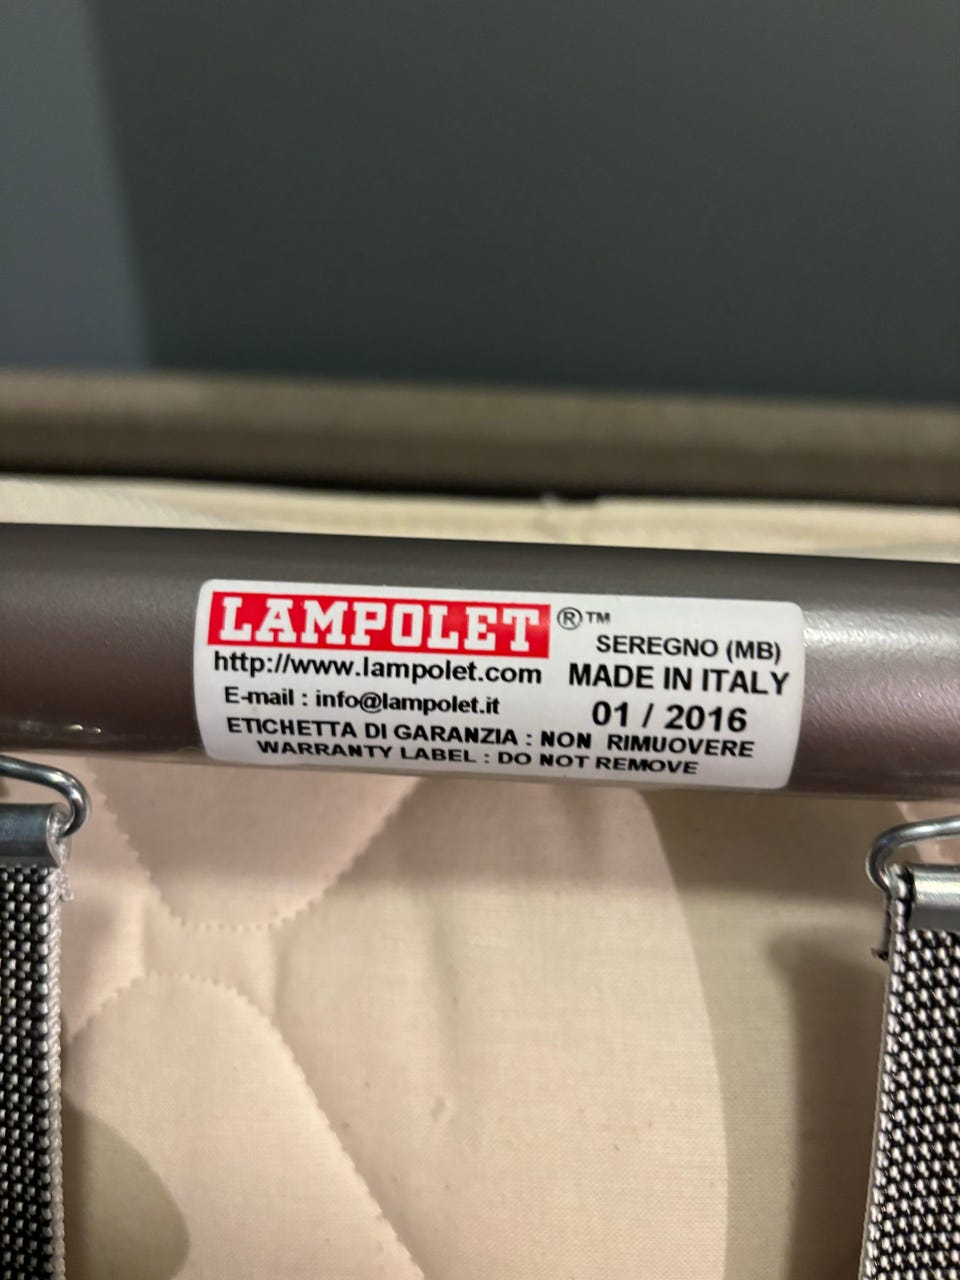 LAMPOLET ®™
SEREGNO (MB)
http://www.lampolet.com
MADE IN ITALY
E-mail : info@lampolet.it
01 / 2016
ETICHETTA DI GARANZIA : NON RIMUOVERE
WARRANTY LABEL : DO NOT REMOVE